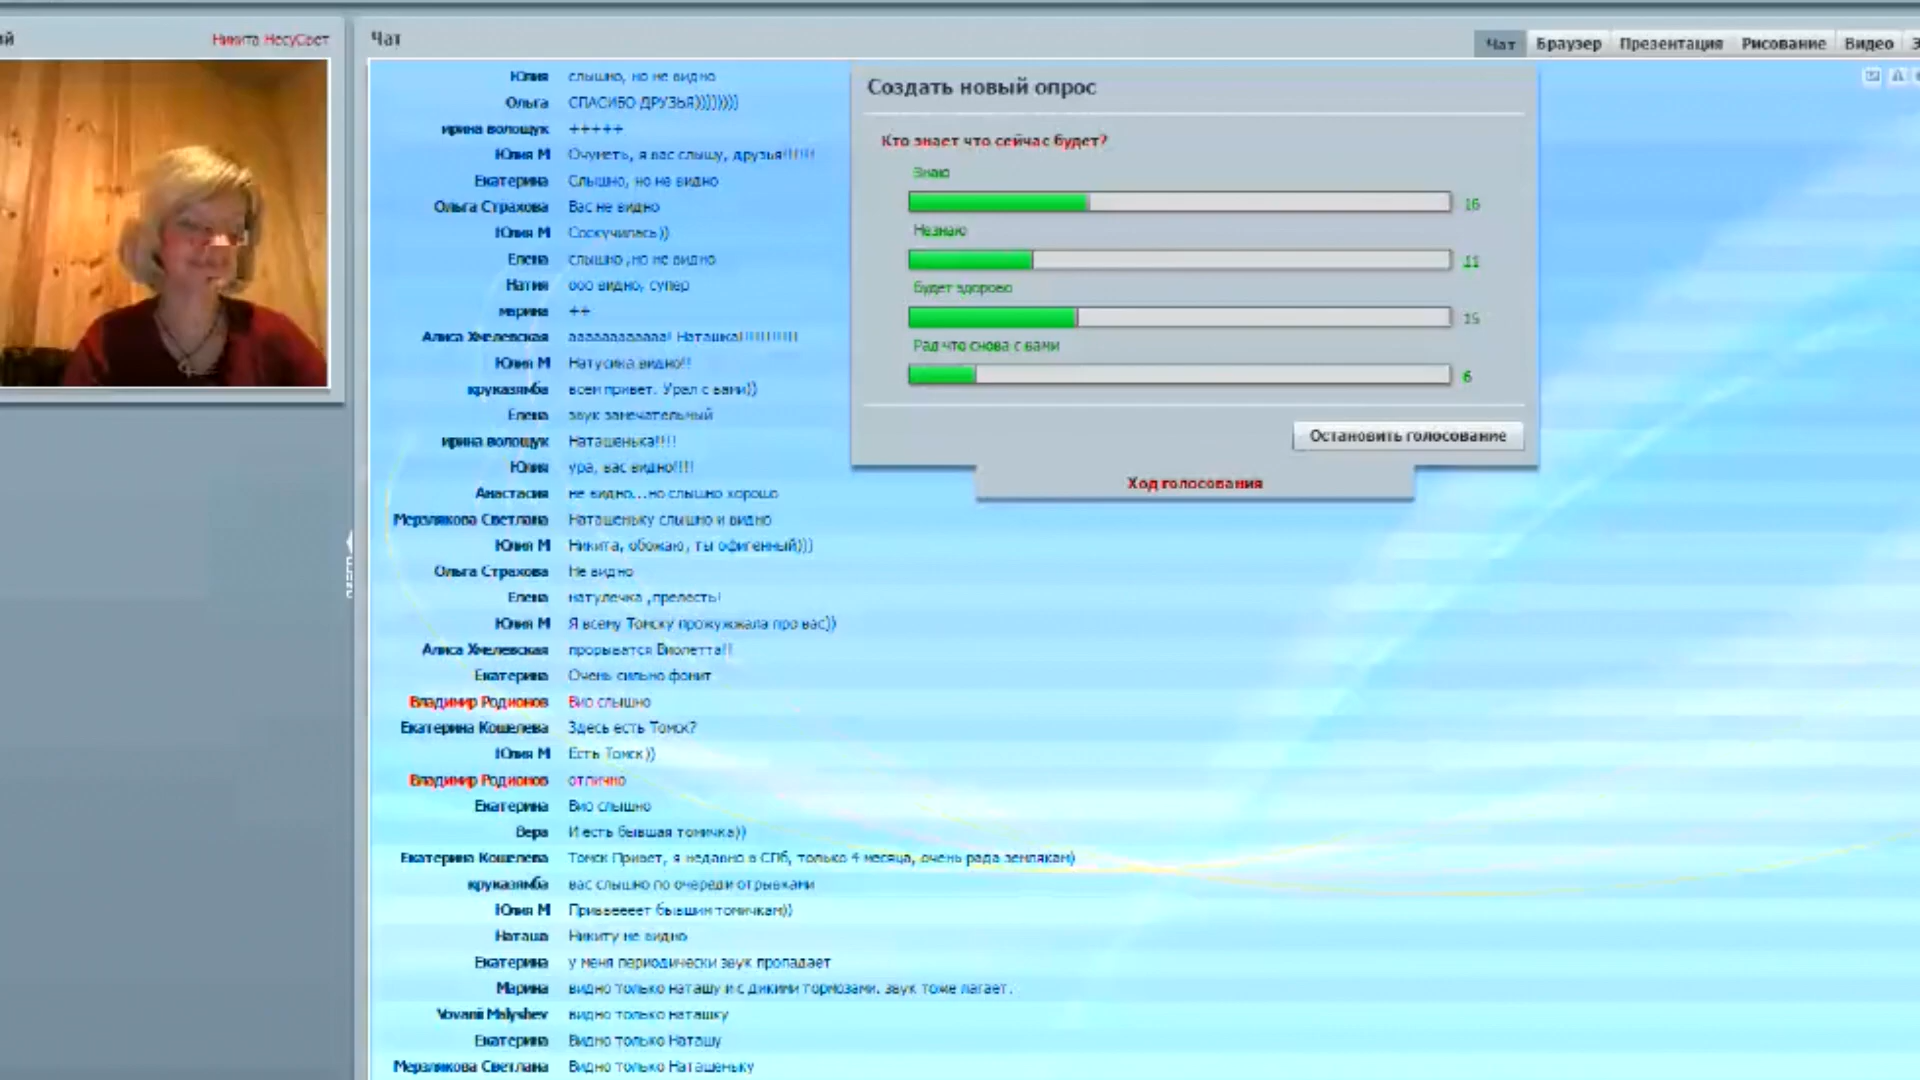 ий
Никита НесуСвет
Чат
Чат
Браузер
Презентация
Рисование
Видео
Юлия слышно, но не видно
Ольга СПАСИБО ДРУЗЬЯ))))))))
ирина волощук +++++
Юлия М Очуметь, я вас слышу, друзья!!!!!!
Екатерина Слышно, но не видно
Ольга Страхова Вас не видно
Юлия М Соскучилась))
Елена слышно ,но не видно
Натия ооо видно, супер
марина ++
Алиса Хмелевская аааааааааааа! Наташка!!!!!!!!!!!
Юлия М Натусика видно!!
круказямба всем привет. Урал с вами))
Елена звук замечательный
ирина волощук Наташенька!!!!
Юлия ура, вас видно!!!!
Анастасия не видно...но слышно хорошо
Мерзлякова Светлана Наташеньку слышно и видно
Юлия М Никита, обожаю, ты офигенный)))
Ольга Страхова Не видно
Елена натулечка ,прелесть!
Юлия М Я всему Томску прожужжала про вас))
Алиса Хмелевская прорыватся Виолетта!!
Екатерина Очень сильно фонит
Владимир Родионов Вио слышно
Екатерина Кошелева Здесь есть Томск?
Юлия М Есть Томск))
Владимир Родионов отлично
Екатерина Вио слышно
Вера И есть бывшая томичка))
Екатерина Кошелева Томск Привет, я недавно в СПб, только 4 месяца, очень рада землякам)
круказямба вас слышно по очереди отрывками
Юлия М Привееееет бывшим томичкам))
Наташа Никиту не видно
Екатерина у меня периодически звук пропадает
Марина видно только наташу и с дикими тормозами. звук тоже лагает.
Vovanii Malyshev видно только наташку
Екатерина Видно только Наташу
Мерзлякова Светлана Видно только Наташеньку
Создать новый опрос
Кто знает что сейчас будет?
Знаю
16
Незнаю
11
Будет здорово
15
Рад что снова с вами
6
Остановить голосование
Ход голосования